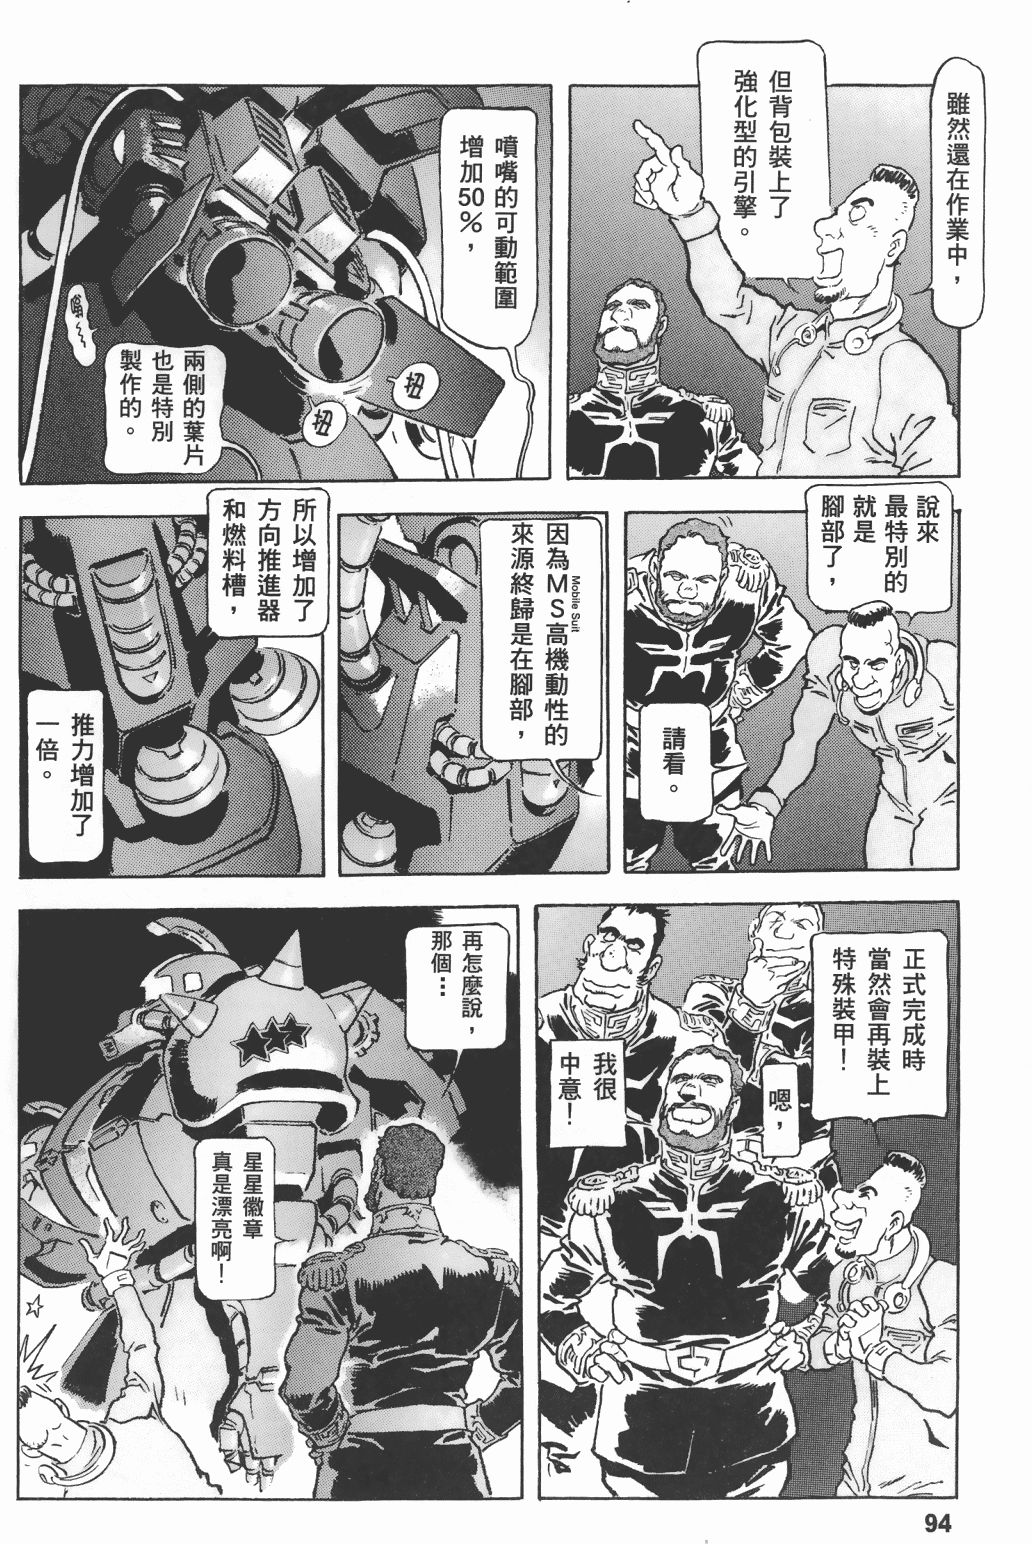 雖然還在作業中，
但背包裝上了
強化型的引擎。
噴嘴的可動範圍
增加50%，
扭
扭
兩側的葉片
也是特別
製作的。
說來
最特別的
就是
腳部了，
請看。
因為MS高機動性的
Mobile Suit
來源終歸是在腳部，
所以增加了
方向推進器
和燃料槽，
推力增加了
一倍。
正式完成時
當然會再裝上
特殊裝甲！
嗯，
我很
中意！
再怎麼說，
那個…
星星徽章
真是漂亮啊！
94